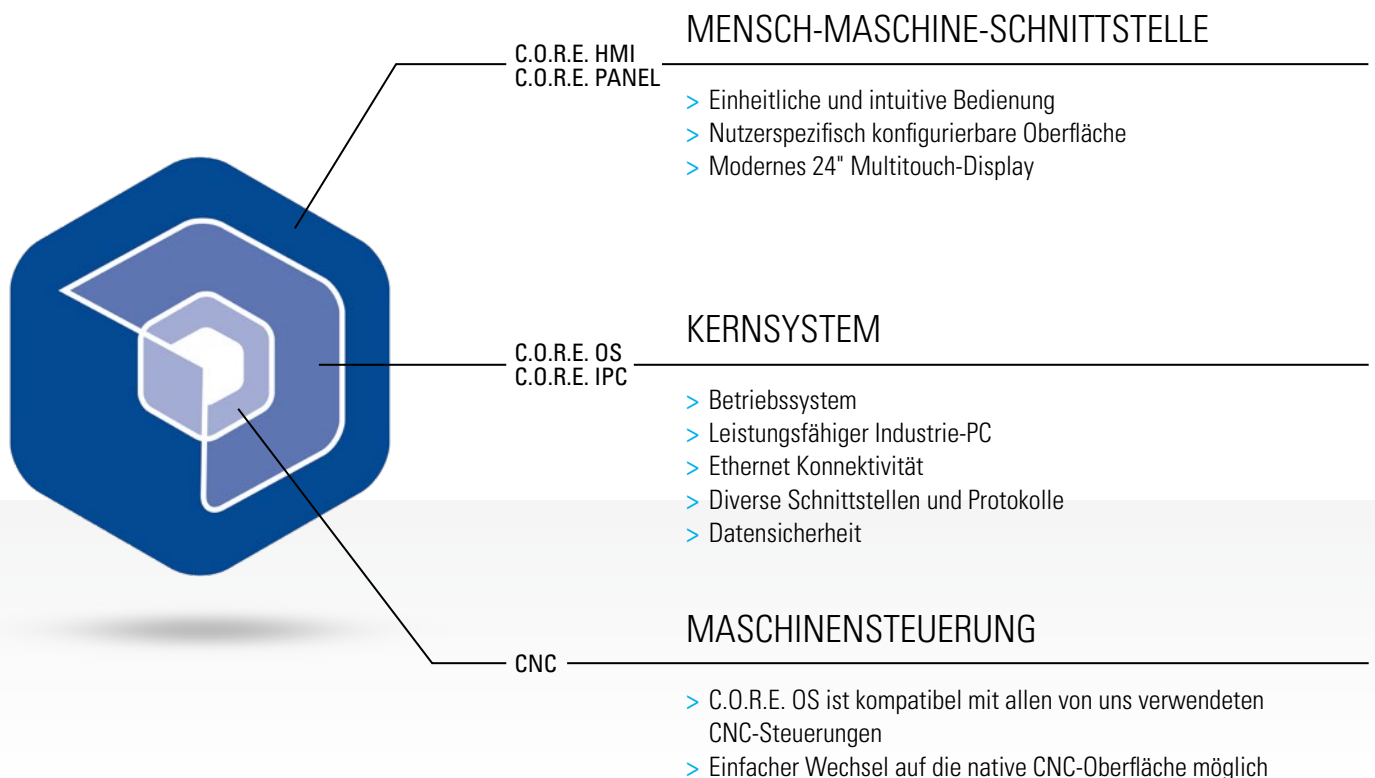 MENSCH-MASCHINE-SCHNITTSTELLE
C.O.R.E. HMI
C.O.R.E. PANEL
> Einheitliche und intuitive Bedienung
> Nutzerspezifisch konfigurierbare Oberfläche
> Modernes 24" Multitouch-Display
KERNSYSTEM
C.O.R.E. OS
C.O.R.E. IPC
> Betriebssystem
> Leistungsfähiger Industrie-PC
> Ethernet Konnektivität
> Diverse Schnittstellen und Protokolle
> Datensicherheit
MASCHINENSTEUERUNG
CNC
> C.O.R.E. OS ist kompatibel mit allen von uns verwendeten
CNC-Steuerungen
> Einfacher Wechsel auf die native CNC-Oberfläche möglich